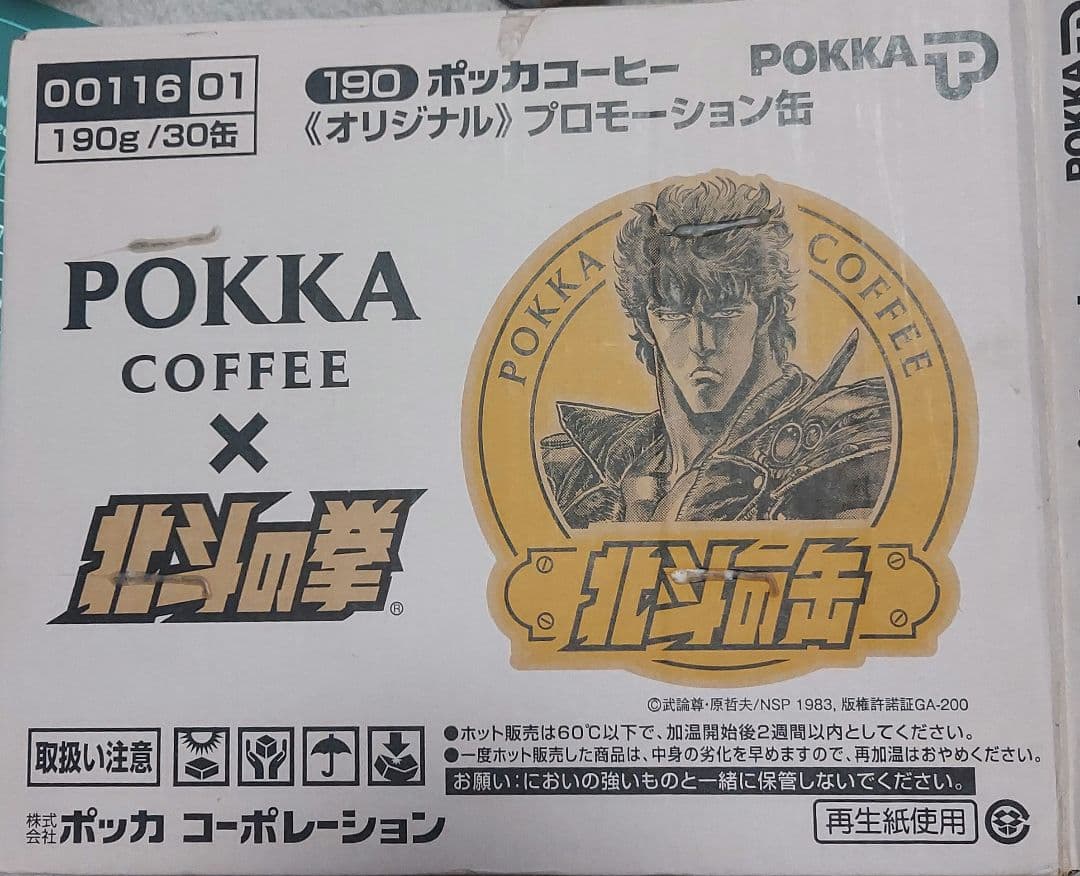 00116 01
190g/30缶
190 ポッカコーヒー
《オリジナル》プロモーション缶
POKKA
POKKA
COFFEE
×
北斗の拳®
POKKA COFFEE
北斗の缶
©武論尊・原哲夫/NSP 1983, 版権許諾証GA-200
取扱い注意
●ホット販売は60℃以下で、加温開始後2週間以内としてください。
●一度ホット販売した商品は、中身の劣化を早めますので、再加温はおやめください。
お願い:においの強いものと一緒に保管しないでください。
株式会社ポッカ コーポレーション
再生紙使用
POKKA